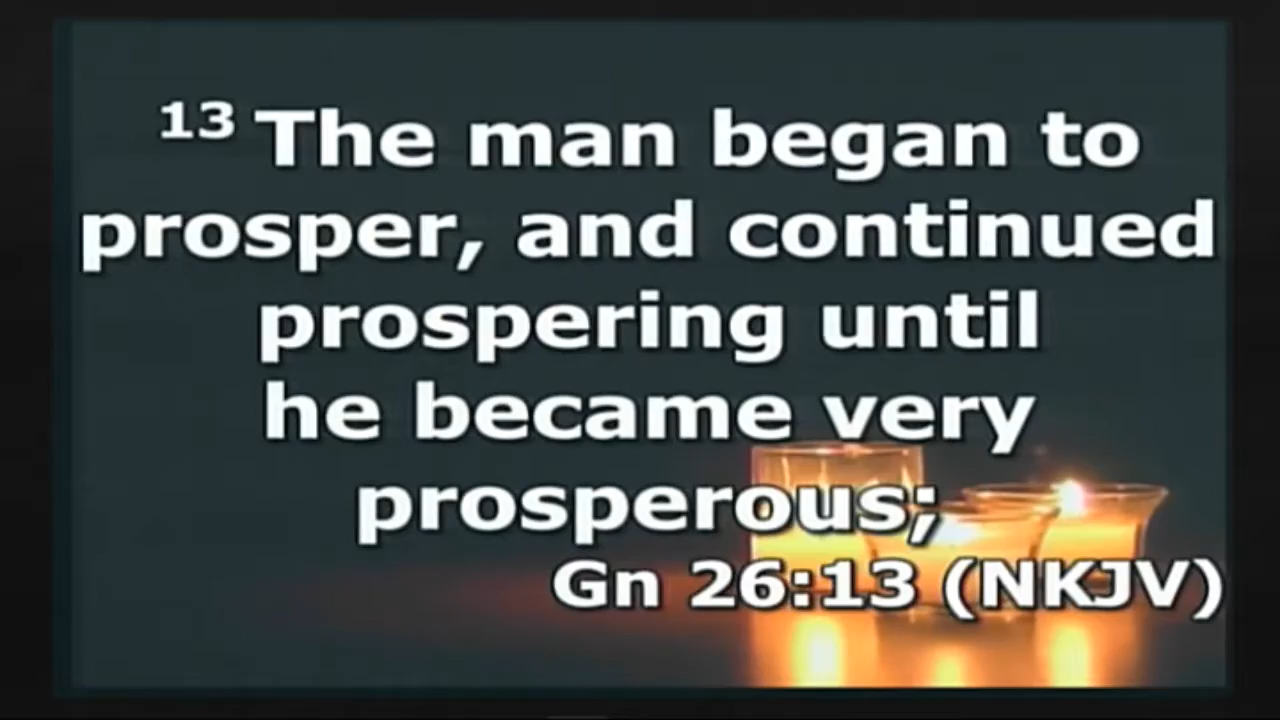 13 The man began to
prosper, and continued
prospering until
he became very
prosperous;
Gn 26:13 (NKJV)